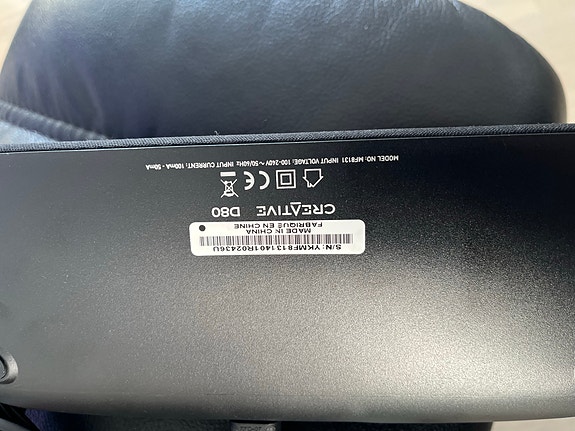 S/N: YKMF8131401R02436U
MADE IN CHINA
FABRIQUÉ EN CHINE
CREATIVE D80
MODEL NO: MF8131 INPUT VOLTAGE: 100-240V ~ 50/60Hz INPUT CURRENT: 100mA - 50mA